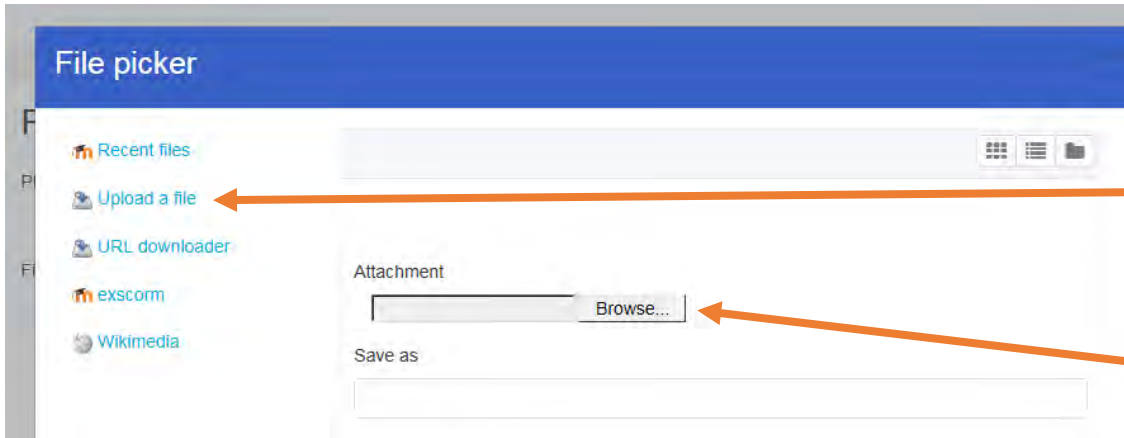 File picker
Recent files
Upload a file
URL downloader
exscorm
Wikimedia
Attachment
Browse...
Save as